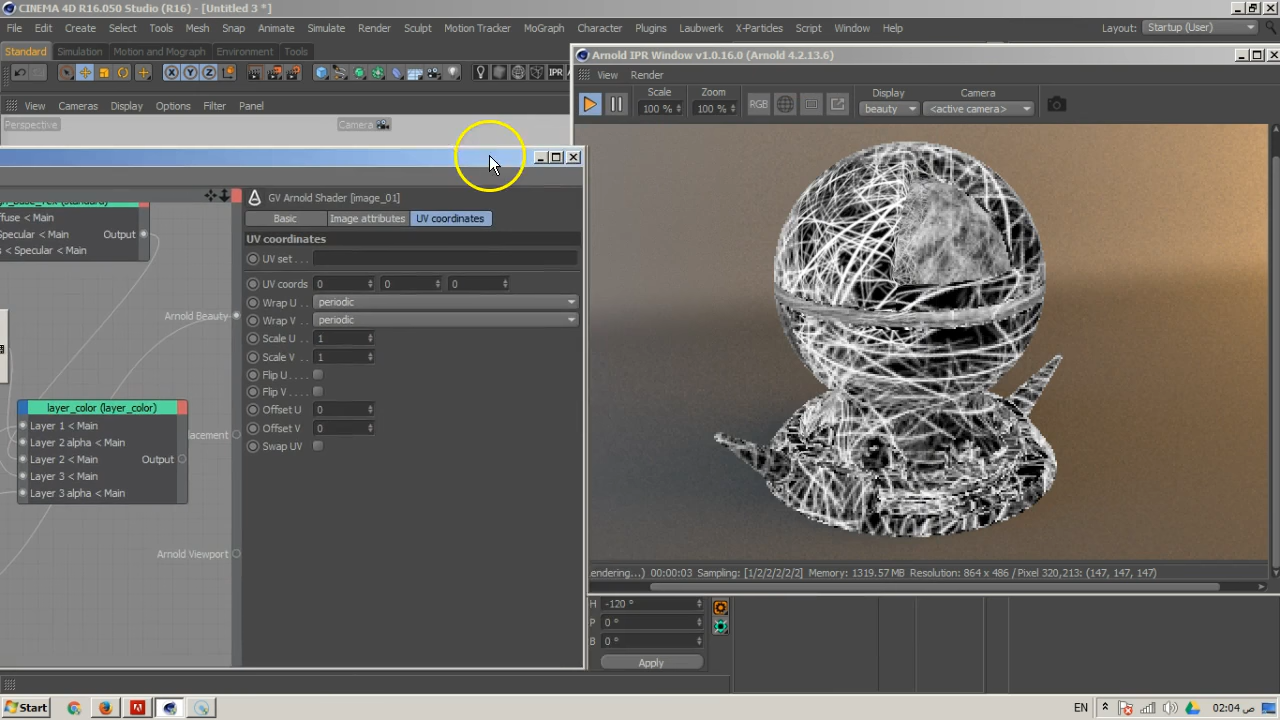 CINEMA 4D R16.050 Studio (R16) - [Untitled 3 *]
File Edit Create Select Tools Mesh Snap Animate Simulate Render Sculpt Motion Tracker MoGraph Character Plugins Laubwerk X-Particles Script Window Help Layout: Startup (User)
Standard Simulation Motion and Mograph Environment Tools
Arnold IPR Window v1.0.16.0 (Arnold 4.2.13.6)
X Y Z IPR
View Render
Scale Zoom Display Camera
100 % 100 % RGB beauty <active camera>
View Cameras Display Options Filter Panel
Perspective Camera
GV Arnold Shader [image_01]
Basic Image attributes UV coordinates
UV coordinates
UV set . . .
UV coords 0 0 0
Wrap U . . periodic
Wrap V . . periodic
Scale U . . 1
Scale V . . 1
Flip U . . .
Flip V . . .
Offset U 0
Offset V 0
Swap UV
(standard)
ffuse < Main
Specular < Main Output
s < Specular < Main
Arnold Beauty
layer_color (layer_color)
Layer 1 < Main
Layer 2 alpha < Main
Layer 2 < Main Output
Layer 3 < Main
Layer 3 alpha < Main
lacement
Arnold Viewport
endering...) 00:00:03 Sampling: [1/2/2/2/2/2] Memory: 1319.57 MB Resolution: 864 x 486 / Pixel 320,213: (147, 147, 147)
H -120 °
P 0 °
B 0 °
Apply
Start EN 02:04 ص